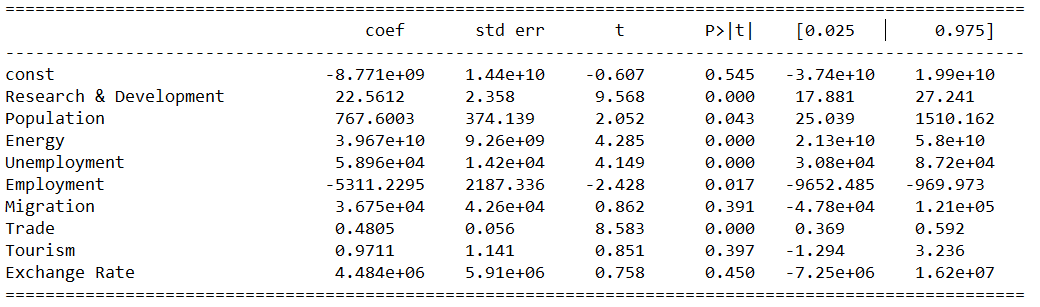 ==============================================================================================
coef std err t P>|t| [0.025 0.975]
----------------------------------------------------------------------------------------------
const -8.771e+09 1.44e+10 -0.607 0.545 -3.74e+10 1.99e+10
Research & Development 22.5612 2.358 9.568 0.000 17.881 27.241
Population 767.6003 374.139 2.052 0.043 25.039 1510.162
Energy 3.967e+10 9.26e+09 4.285 0.000 2.13e+10 5.8e+10
Unemployment 5.896e+04 1.42e+04 4.149 0.000 3.08e+04 8.72e+04
Employment -5311.2295 2187.336 -2.428 0.017 -9652.485 -969.973
Migration 3.675e+04 4.26e+04 0.862 0.391 -4.78e+04 1.21e+05
Trade 0.4805 0.056 8.583 0.000 0.369 0.592
Tourism 0.9711 1.141 0.851 0.397 -1.294 3.236
Exchange Rate 4.484e+06 5.91e+06 0.758 0.450 -7.25e+06 1.62e+07
==============================================================================================